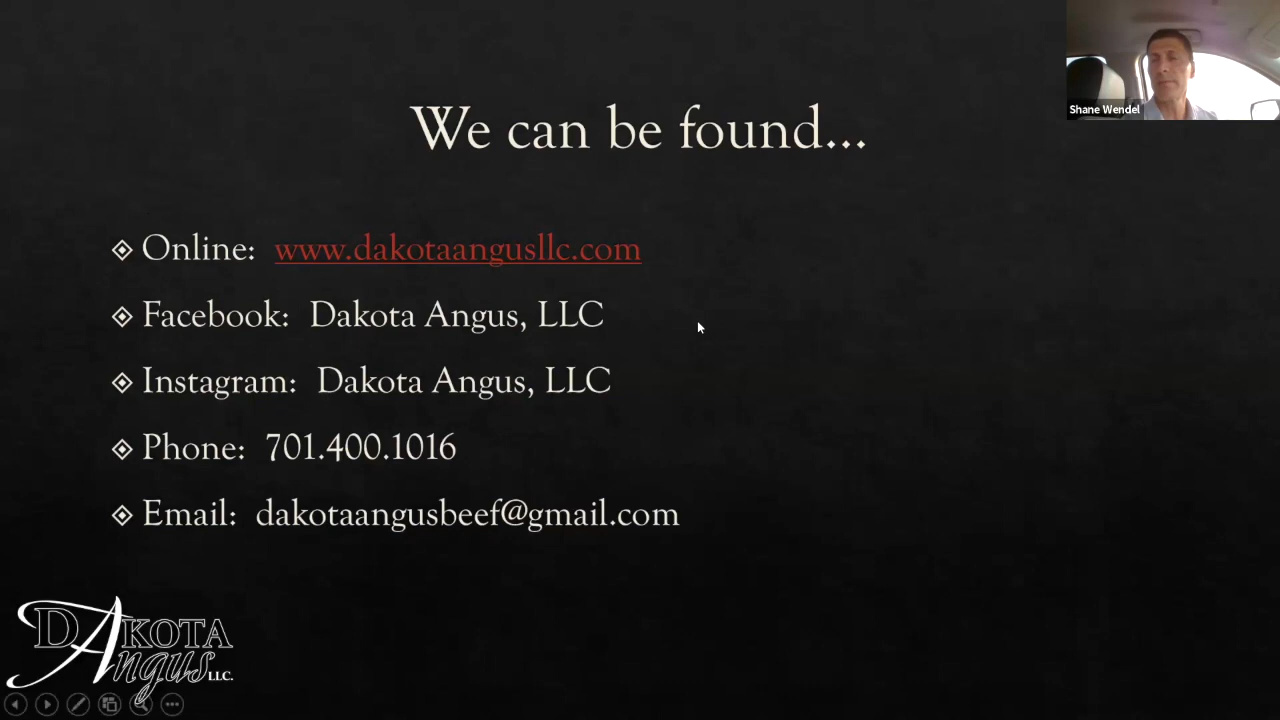 We can be found...
Online: www.dakotaangusllc.com
Facebook: Dakota Angus, LLC
Instagram: Dakota Angus, LLC
Phone: 701.400.1016
Email: dakotaangusbeef@gmail.com
Shane Wendel
DAKOTA
Angus LLC.